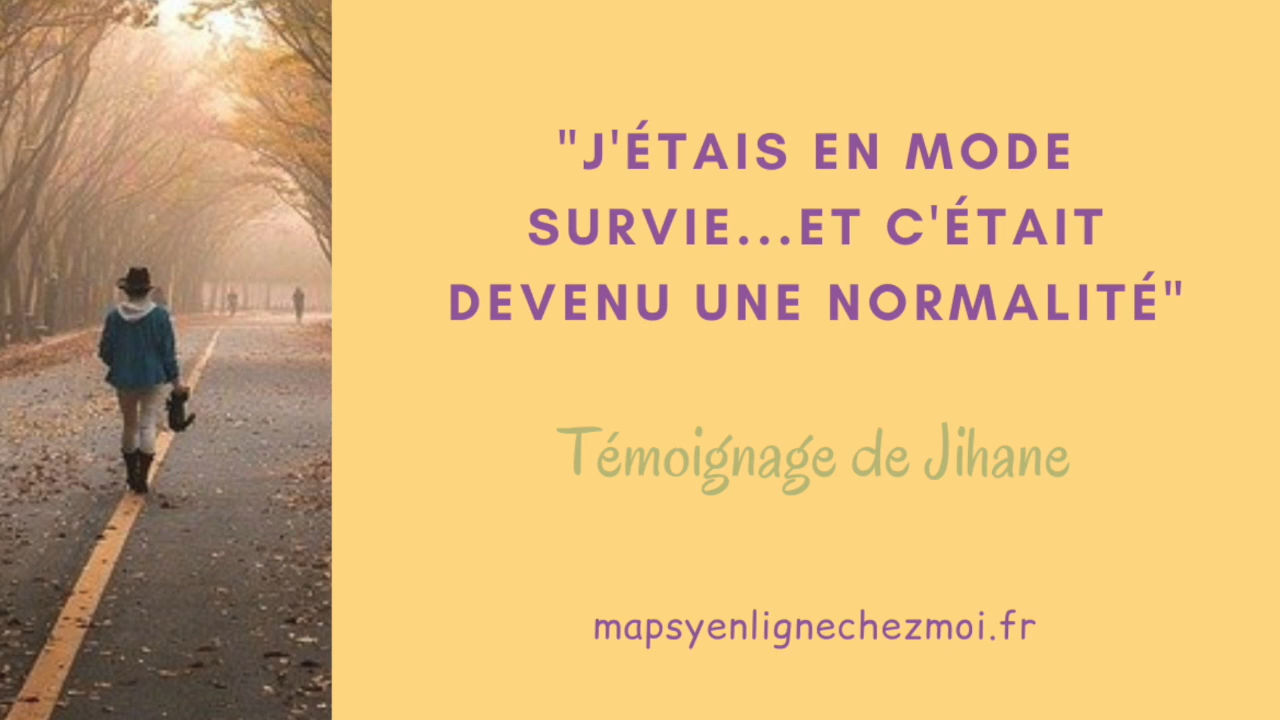 "J'ÉTAIS EN MODE
SURVIE...ET C'ÉTAIT
DEVENU UNE NORMALITÉ"
Témoignage de Jihane
mapsyenlignechezmoi.fr